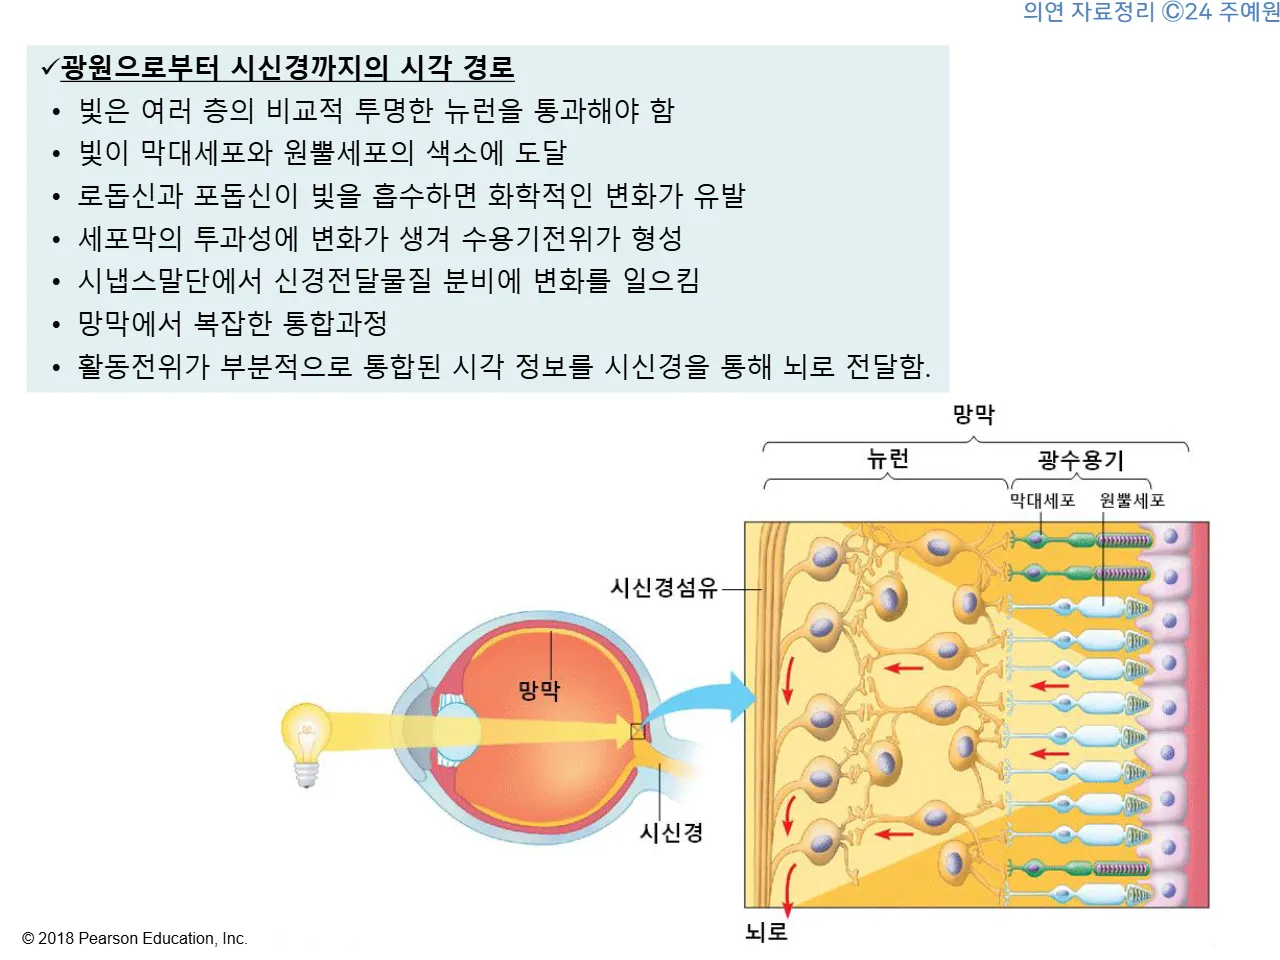 의연 자료정리 Ⓒ24 주예원
✓광원으로부터 시신경까지의 시각 경로
• 빛은 여러 층의 비교적 투명한 뉴런을 통과해야 함
• 빛이 막대세포와 원뿔세포의 색소에 도달
• 로돕신과 포돕신이 빛을 흡수하면 화학적인 변화가 유발
• 세포막의 투과성에 변화가 생겨 수용기전위가 형성
• 시냅스말단에서 신경전달물질 분비에 변화를 일으킴
• 망막에서 복잡한 통합과정
• 활동전위가 부분적으로 통합된 시각 정보를 시신경을 통해 뇌로 전달함.
망막
뉴런
광수용기
막대세포
원뿔세포
시신경섬유
망막
시신경
뇌로
© 2018 Pearson Education, Inc.